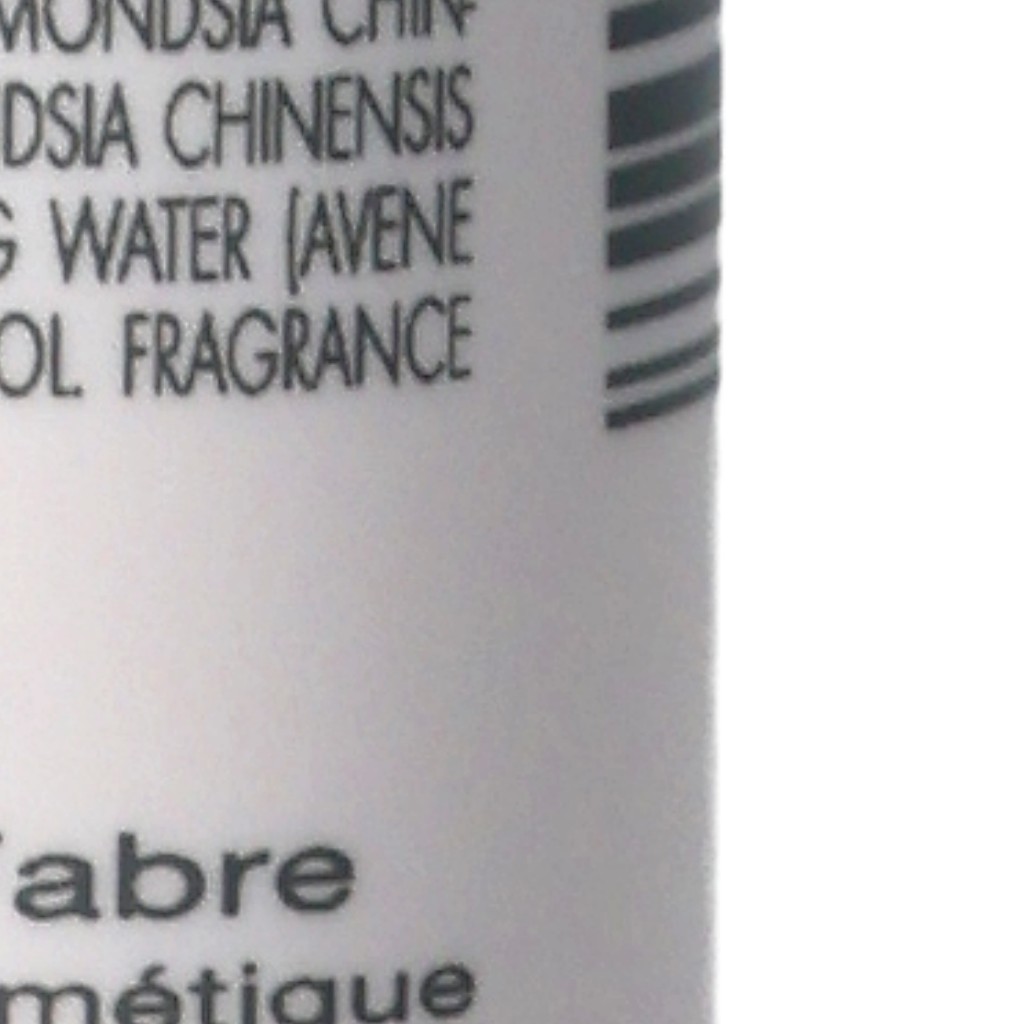 MONDSIA CHIN-
DSIA CHINENSIS
G WATER (AVENE
OL. FRAGRANCE
abre
métique